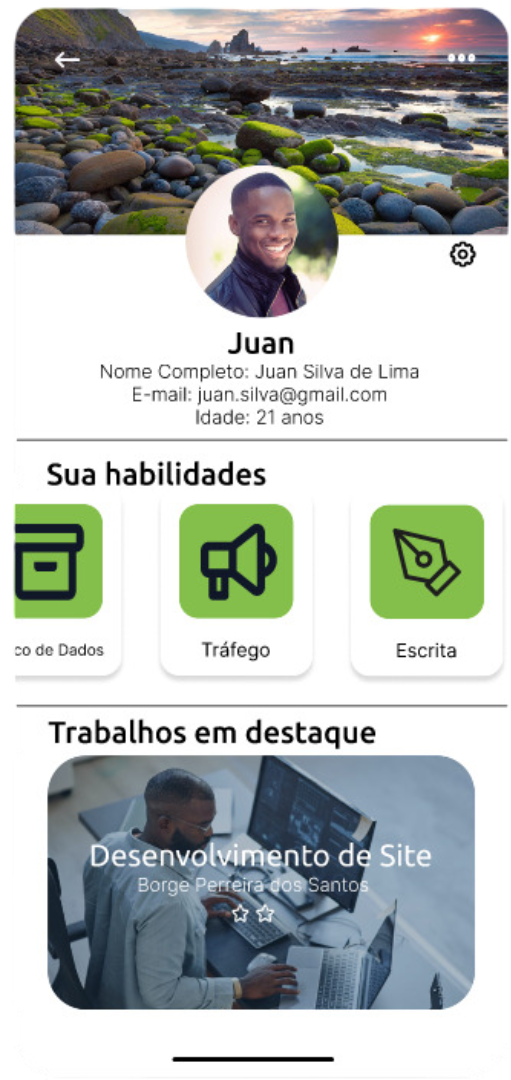 Juan
Nome Completo: Juan Silva de Lima
E-mail: juan.silva@gmail.com
Idade: 21 anos
Sua habilidades
co de Dados
Tráfego
Escrita
Trabalhos em destaque
Desenvolvimento de Site
Borge Perreira dos Santos